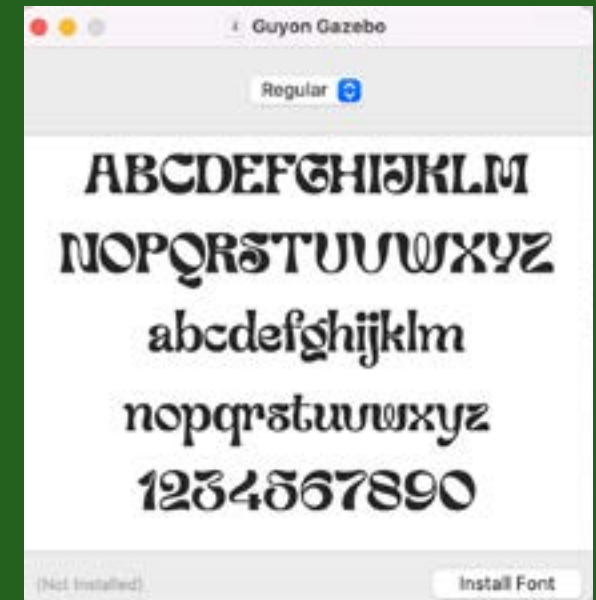 Guyon Gazebo
Regular
ABCDEFGHIJKLM
NOPQRSTUVWXYZ
abcdefghijklm
nopqrstuvwxyz
1234567890
(Not Installed)
Install Font